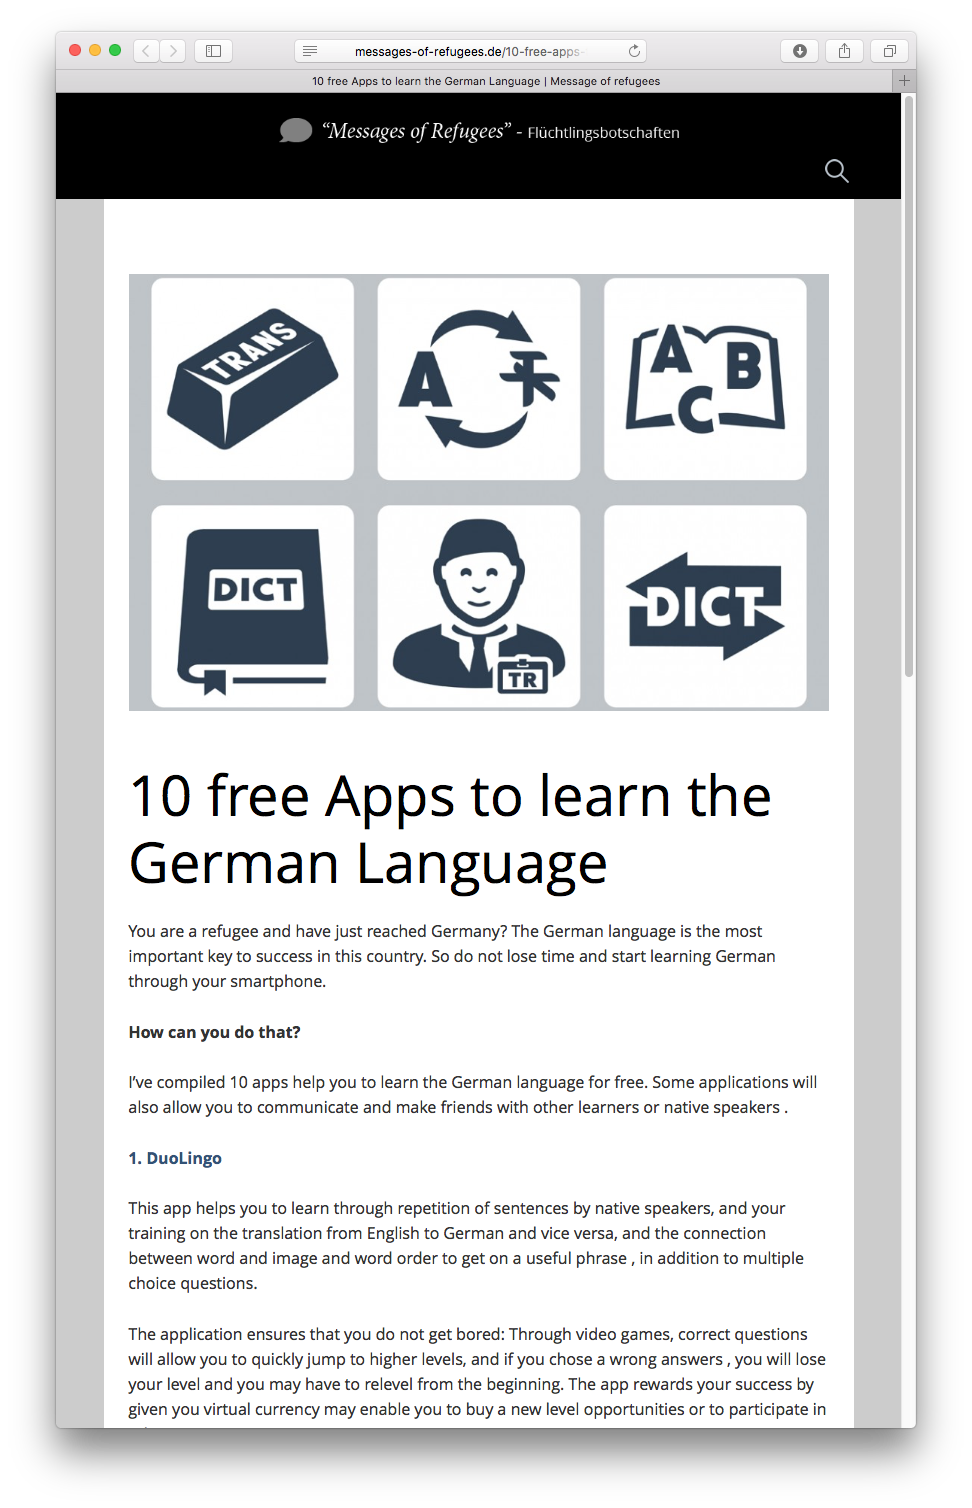 messages-of-refugees.de/10-free-apps-
10 free Apps to learn the German Language | Message of refugees
“Messages of Refugees” - Flüchtlingsbotschaften
TRANS
A
A B
C
DICT
TR
DICT
10 free Apps to learn the
German Language
You are a refugee and have just reached Germany? The German language is the most
important key to success in this country. So do not lose time and start learning German
through your smartphone.
How can you do that?
I’ve compiled 10 apps help you to learn the German language for free. Some applications will
also allow you to communicate and make friends with other learners or native speakers .
1. DuoLingo
This app helps you to learn through repetition of sentences by native speakers, and your
training on the translation from English to German and vice versa, and the connection
between word and image and word order to get on a useful phrase , in addition to multiple
choice questions.
The application ensures that you do not get bored: Through video games, correct questions
will allow you to quickly jump to higher levels, and if you chose a wrong answers , you will lose
your level and you may have to relevel from the beginning. The app rewards your success by
given you virtual currency may enable you to buy a new level opportunities or to participate in